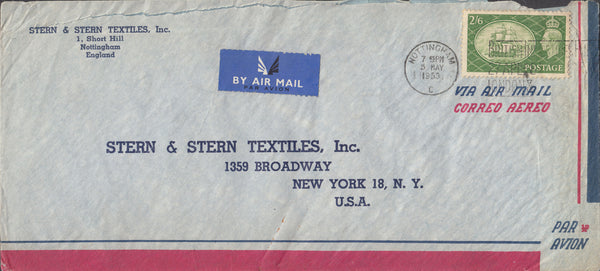 STERN & STERN TEXTILES, Inc.
1, Short Hill
Nottingham
England
BY AIR MAIL
PAR AVION
NOTTINGHAM
5 MAY
1953
C
2/6
POSTAGE
VIA AIR MAIL
CORREO AEREO
STERN & STERN TEXTILES, Inc.
1359 BROADWAY
NEW YORK 18, N. Y.
U.S.A.
PAR
AVION